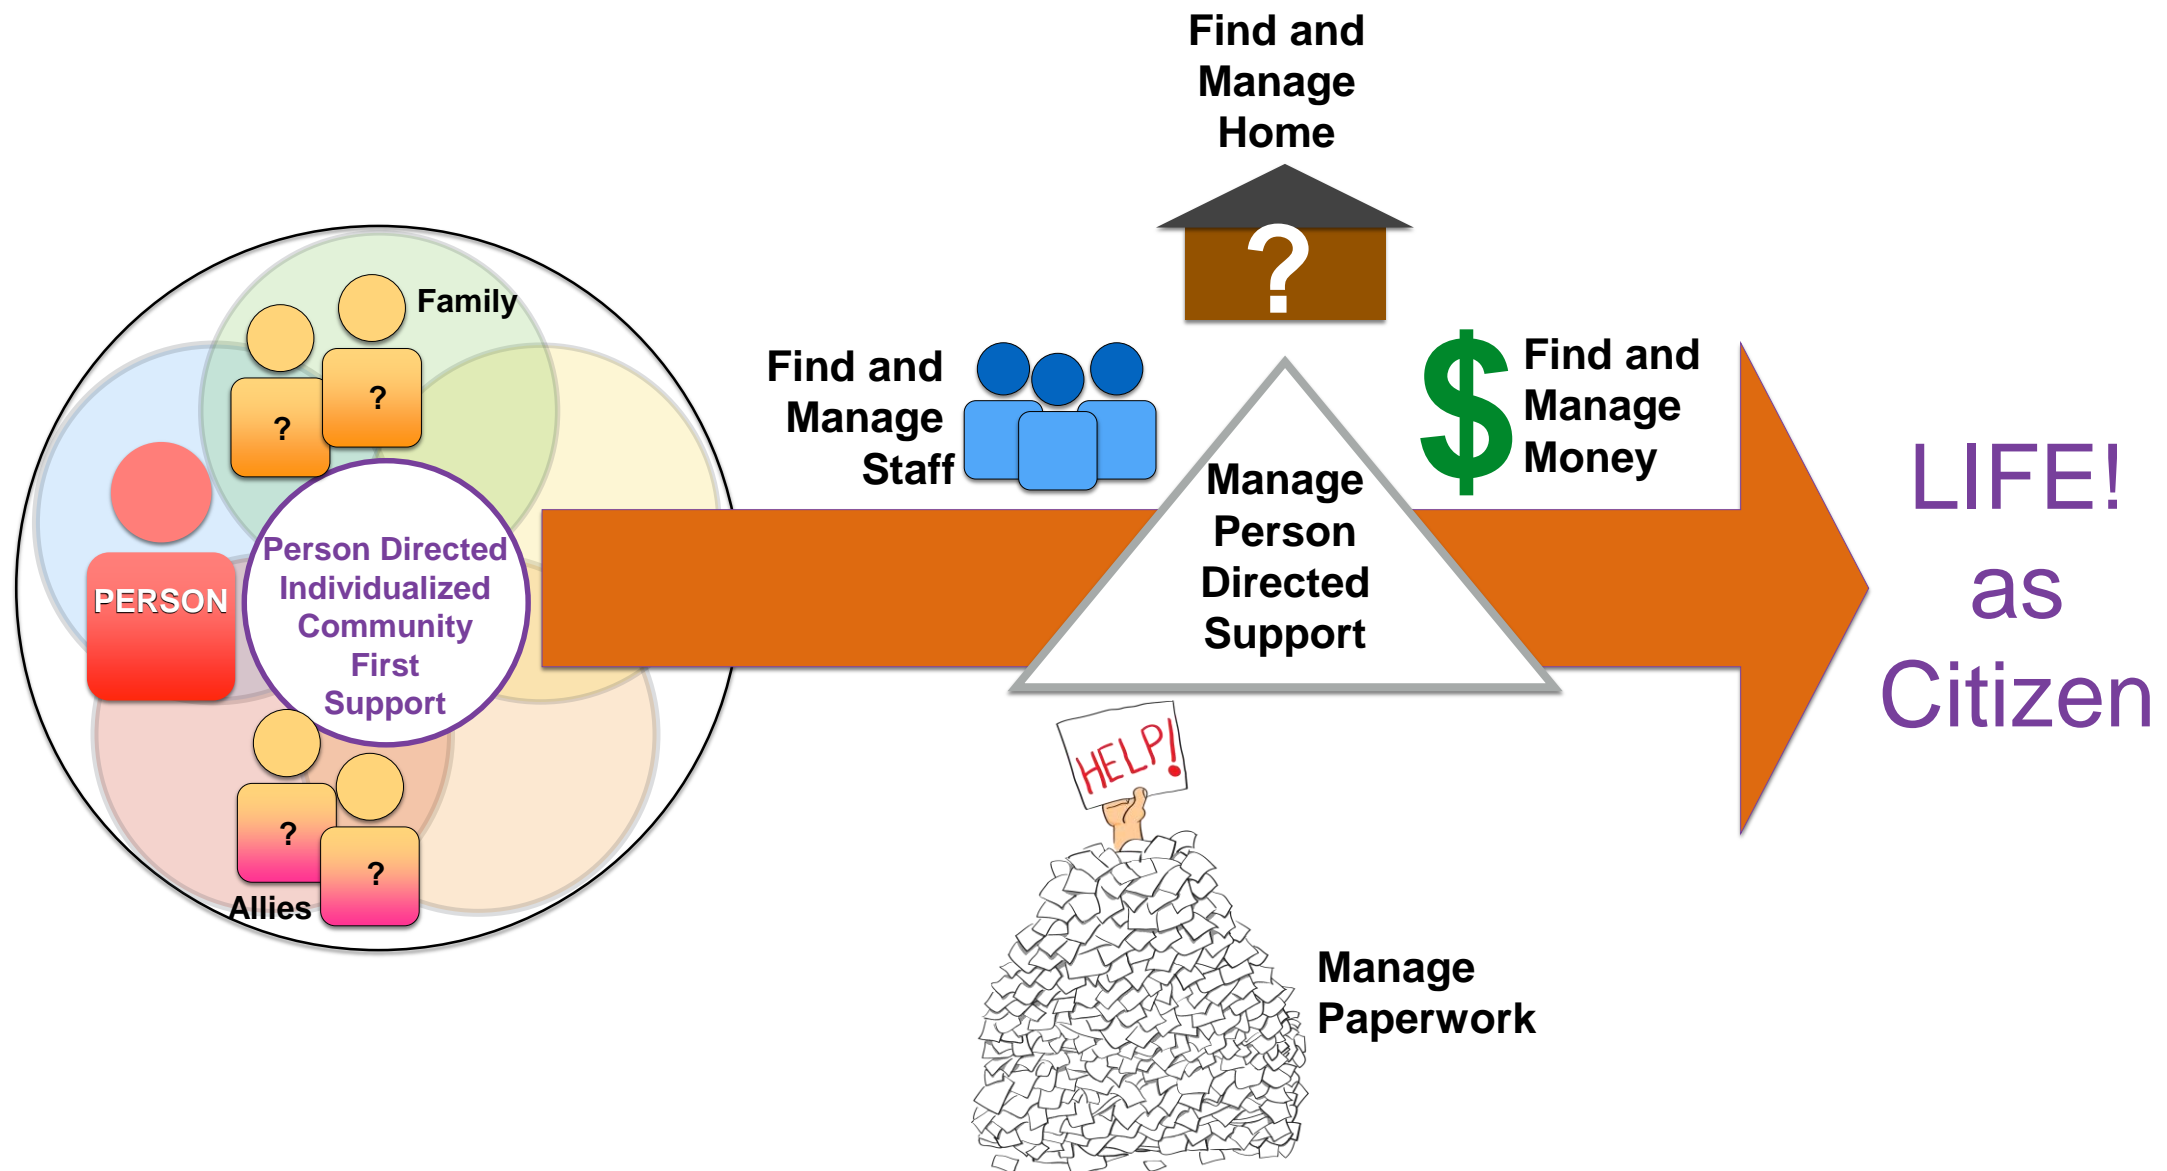 Family
?
?
PERSON
Person Directed
Individualized
Community
First
Support
?
?
Allies
Find and
Manage
Home
?
Find and
Manage
Staff
$
Find and
Manage
Money
Manage
Person
Directed
Support
HELP!
Manage
Paperwork
LIFE!
as
Citizen